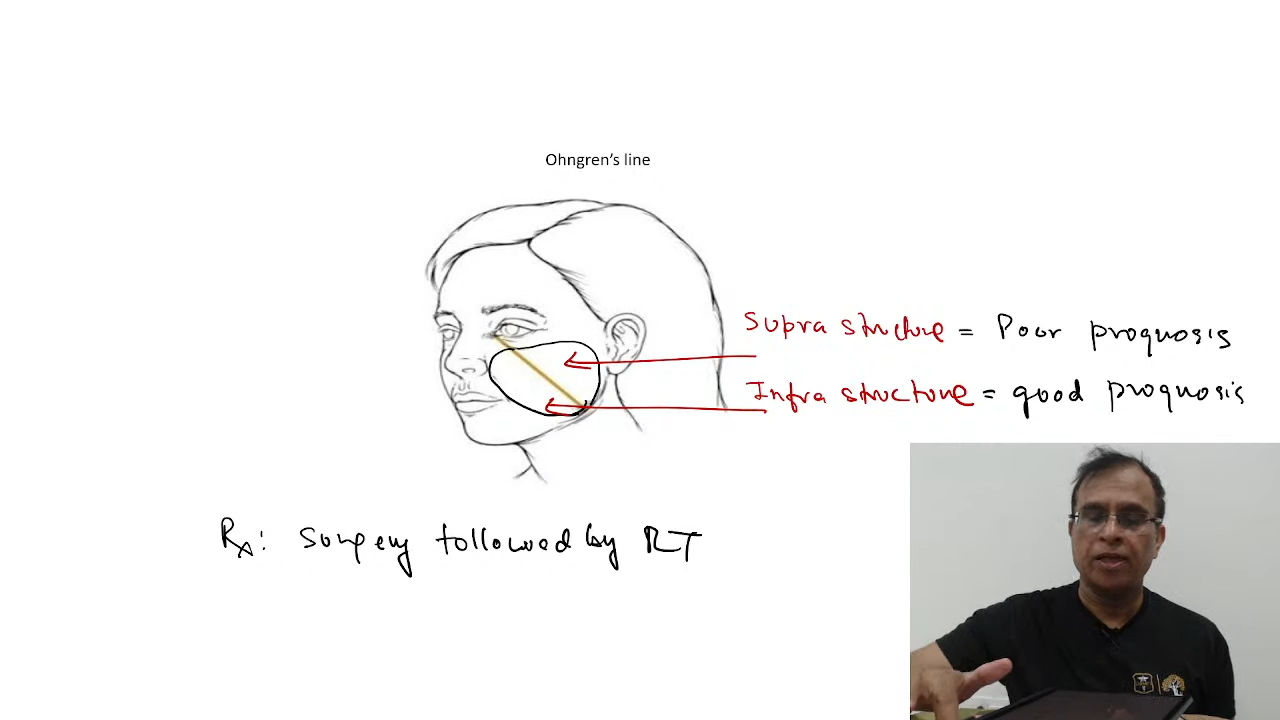 Ohngren's line
Supra structure = Poor prognosis
Infra structure = good prognosis
Rx: Surgery followed by RT